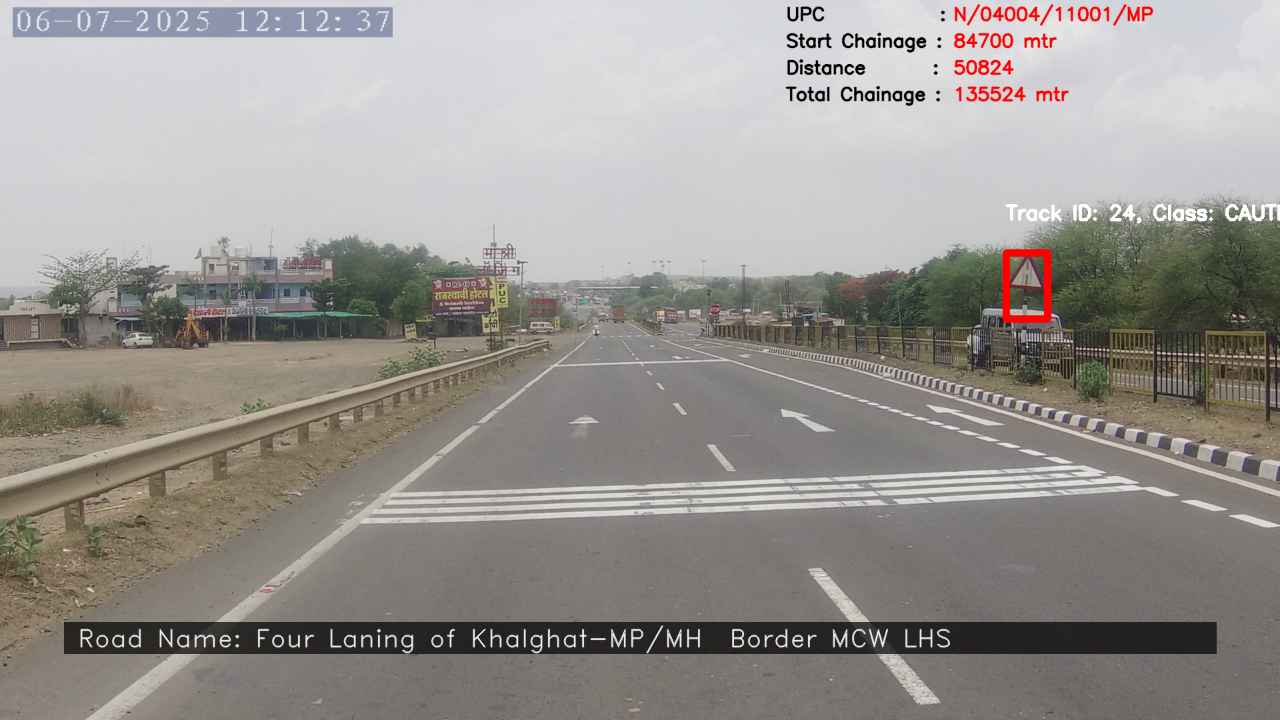 06-07-2025 12:12:37
UPC : N/04004/11001/MP
Start Chainage : 84700 mtr
Distance : 50824
Total Chainage : 135524 mtr
Track ID: 24, Class: CAUTI
राजस्थानी होटल
PUC
Road Name: Four Laning of Khalghat-MP/MH Border MCW LHS